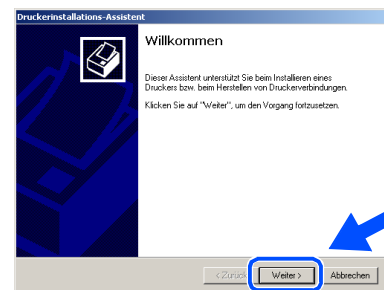 Druckerinstallations-Assistent
Willkommen
Dieser Assistent unterstützt Sie beim Installieren eines
Druckers bzw. beim Herstellen von Druckerverbindungen.
Klicken Sie auf "Weiter", um den Vorgang fortzusetzen.
< Zurück Weiter > Abbrechen